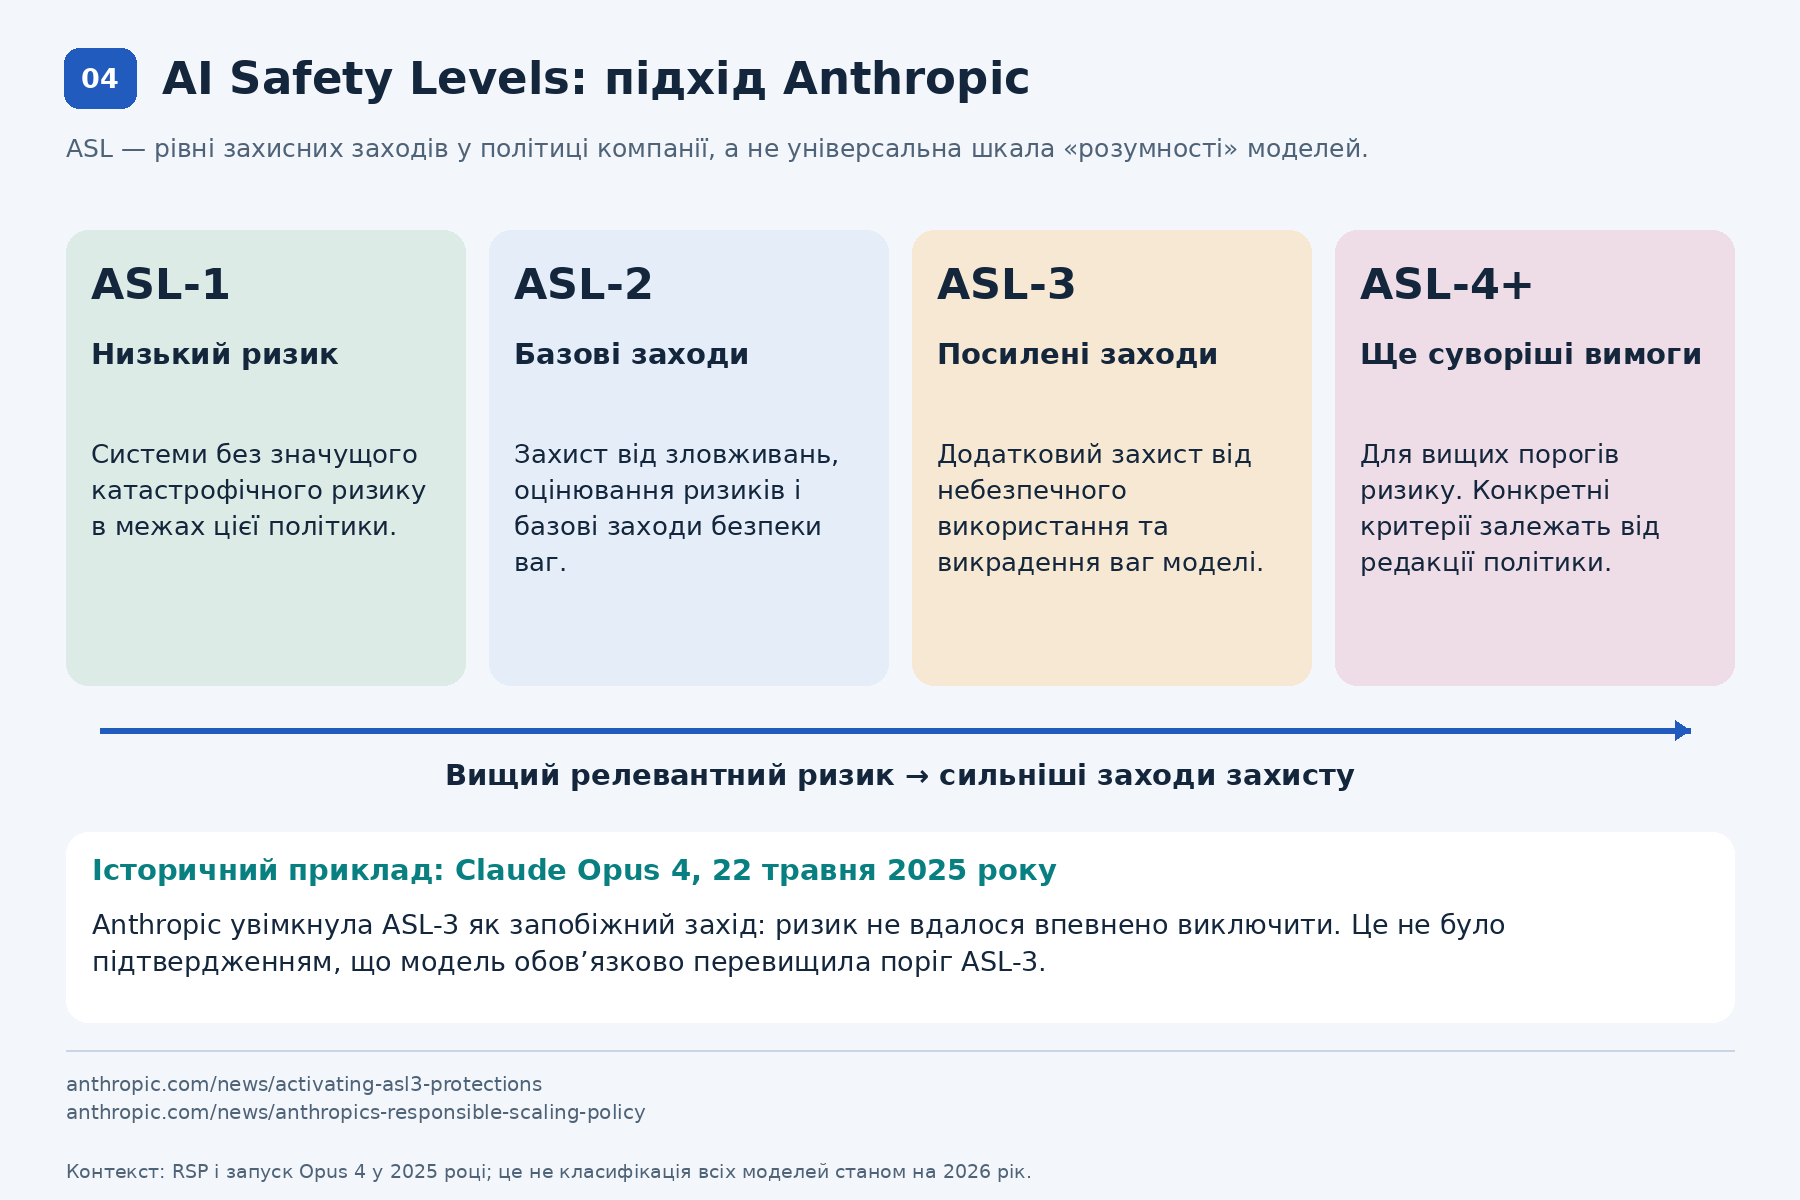 04
AI Safety Levels: підхід Anthropic
ASL — рівні захисних заходів у політиці компанії, а не універсальна шкала «розумності» моделей.
ASL-1
Низький ризик
Системи без значущого
катастрофічного ризику
в межах цієї політики.
ASL-2
Базові заходи
Захист від зловживань,
оцінювання ризиків і
базові заходи безпеки
ваг.
ASL-3
Посилені заходи
Додатковий захист від
небезпечного
використання та
викрадення ваг моделі.
ASL-4+
Ще суворіші вимоги
Для вищих порогів
ризику. Конкретні
критерії залежать від
редакції політики.
Вищий релевантний ризик → сильніші заходи захисту
Історичний приклад: Claude Opus 4, 22 травня 2025 року
Anthropic увімкнула ASL-3 як запобіжний захід: ризик не вдалося впевнено виключити. Це не було
підтвердженням, що модель обов’язково перевищила поріг ASL-3.
anthropic.com/news/activating-asl3-protections
anthropic.com/news/anthropics-responsible-scaling-policy
Контекст: RSP і запуск Opus 4 у 2025 році; це не класифікація всіх моделей станом на 2026 рік.